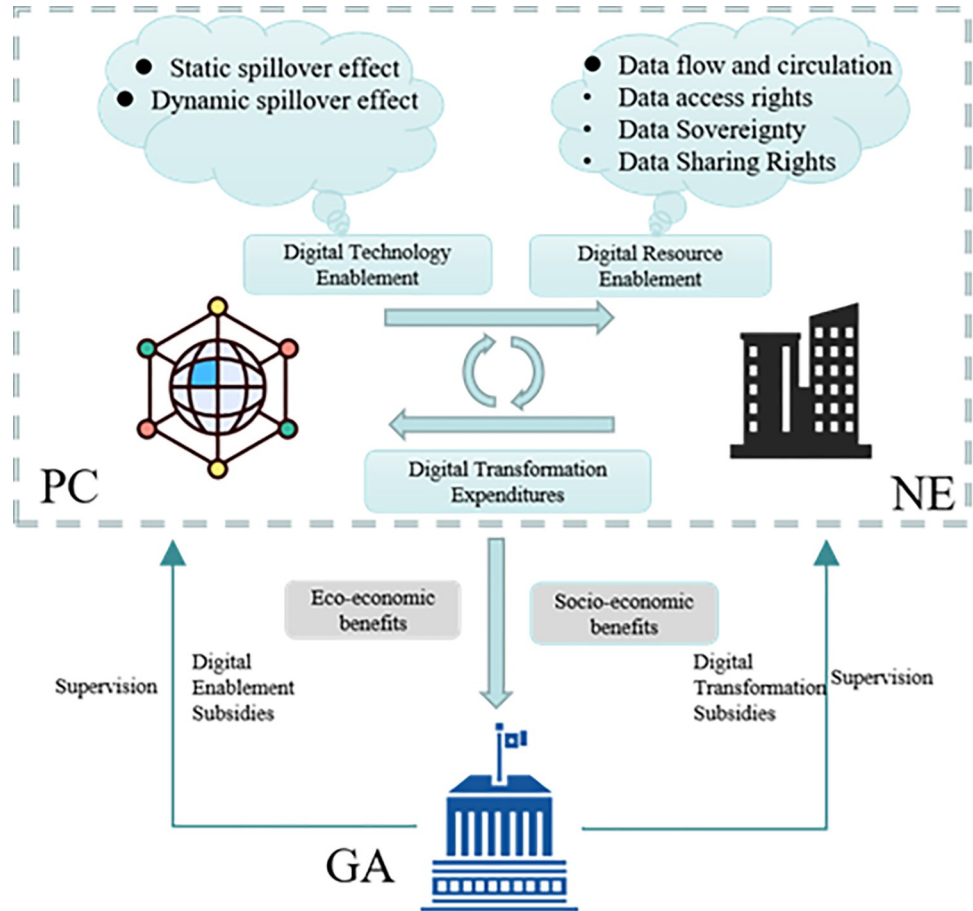 ● Static spillover effect
● Dynamic spillover effect
● Data flow and circulation
• Data access rights
• Data Sovereignty
• Data Sharing Rights
Digital Technology
Enablement
Digital Resource
Enablement
Digital Transformation
Expenditures
PC
NE
Eco-economic
benefits
Socio-economic
benefits
Supervision
Digital
Enablement
Subsidies
Digital
Transformation
Subsidies
Supervision
GA